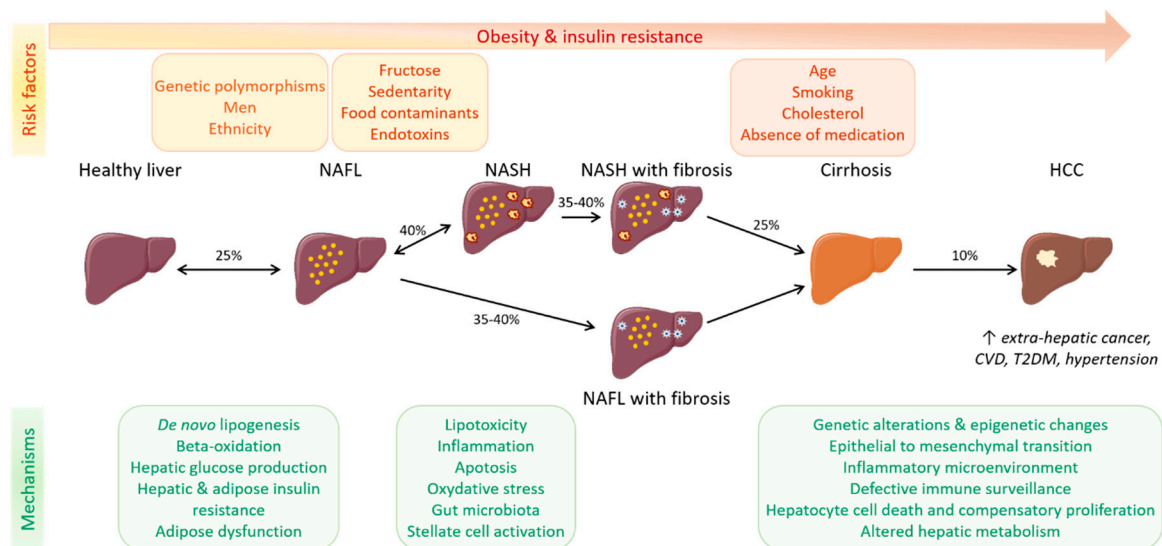 Risk factors
Obesity & insulin resistance
Genetic polymorphisms
Men
Ethnicity
Fructose
Sedentarity
Food contaminants
Endotoxins
Age
Smoking
Cholesterol
Absence of medication
Healthy liver
NAFL
NASH
NASH with fibrosis
Cirrhosis
HCC
25%
40%
35-40%
25%
10%
35-40%
NAFL with fibrosis
↑ extra-hepatic cancer,
CVD, T2DM, hypertension
Mechanisms
De novo lipogenesis
Beta-oxidation
Hepatic glucose production
Hepatic & adipose insulin
resistance
Adipose dysfunction
Lipotoxicity
Inflammation
Apotosis
Oxydative stress
Gut microbiota
Stellate cell activation
Genetic alterations & epigenetic changes
Epithelial to mesenchymal transition
Inflammatory microenvironment
Defective immune surveillance
Hepatocyte cell death and compensatory proliferation
Altered hepatic metabolism